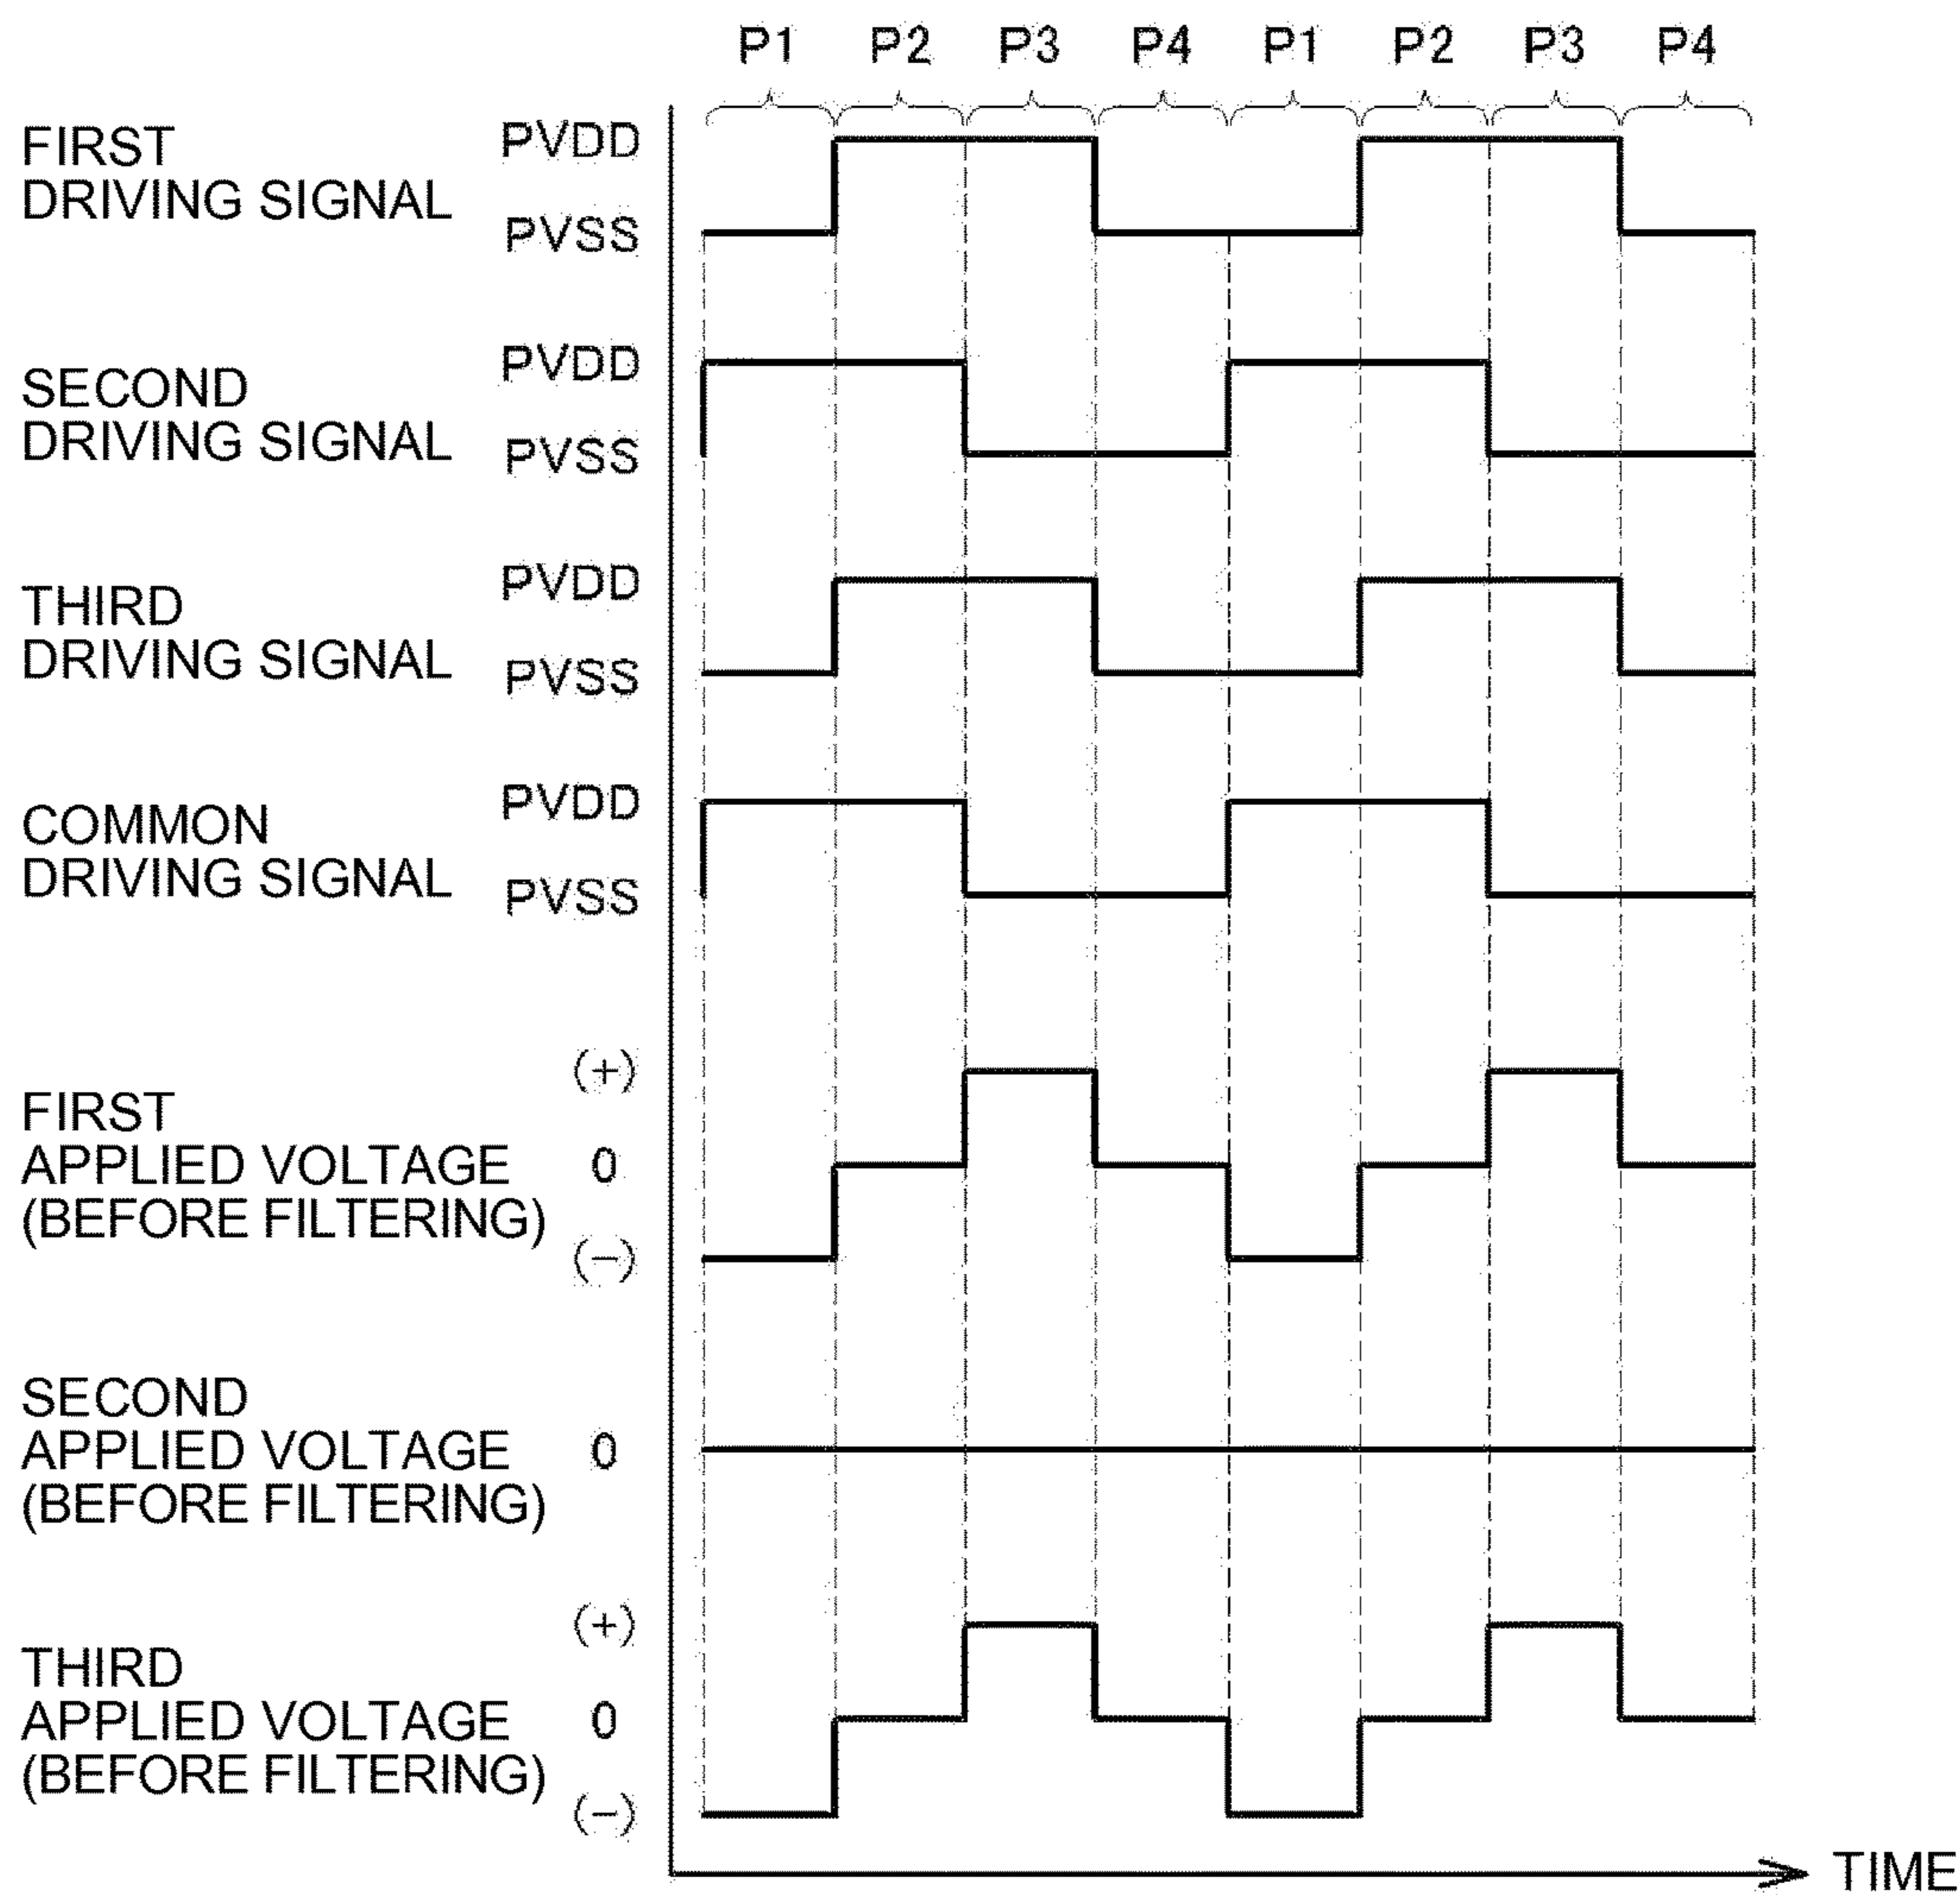 P1 P2 P3 P4 P1 P2 P3 P4
FIRST
DRIVING SIGNAL
PVDD
PVSS
SECOND
DRIVING SIGNAL
PVDD
PVSS
THIRD
DRIVING SIGNAL
PVDD
PVSS
COMMON
DRIVING SIGNAL
PVDD
PVSS
FIRST
APPLIED VOLTAGE
(BEFORE FILTERING)
(+)
0
(−)
SECOND
APPLIED VOLTAGE
(BEFORE FILTERING)
0
THIRD
APPLIED VOLTAGE
(BEFORE FILTERING)
(+)
0
(−)
TIME